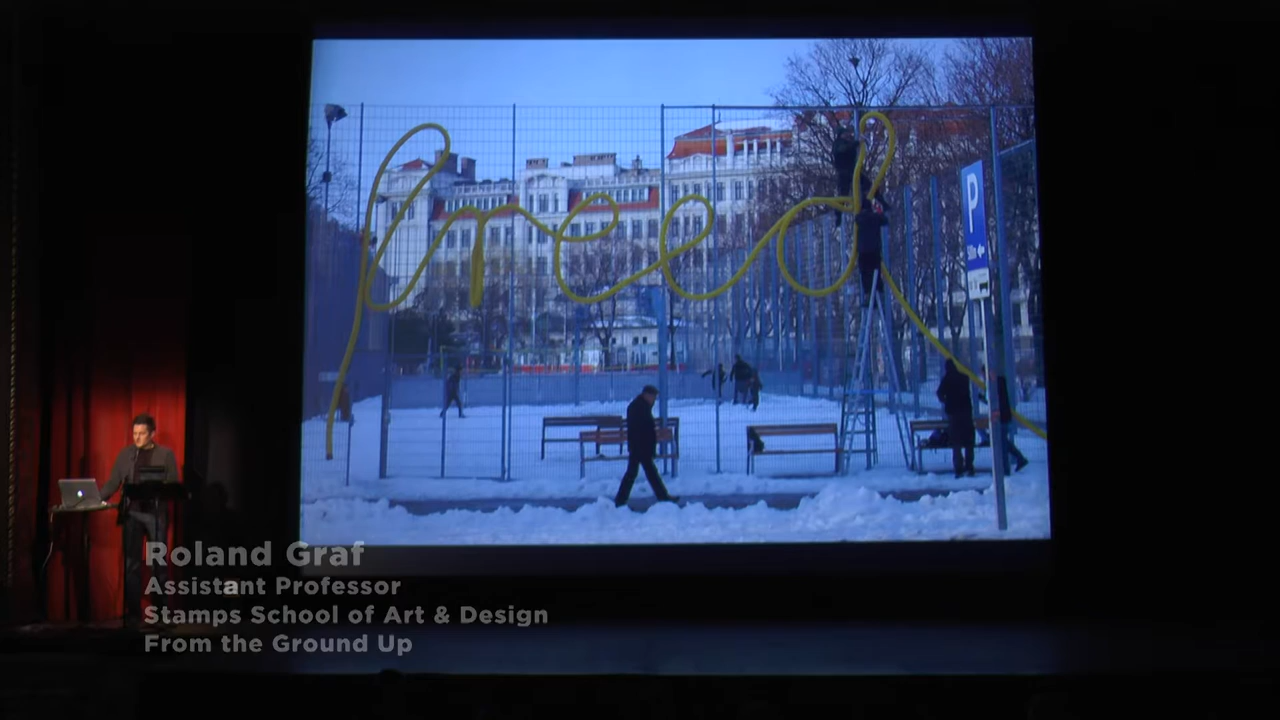 P
Roland Graf
Assistant Professor
Stamps School of Art & Design
From the Ground Up